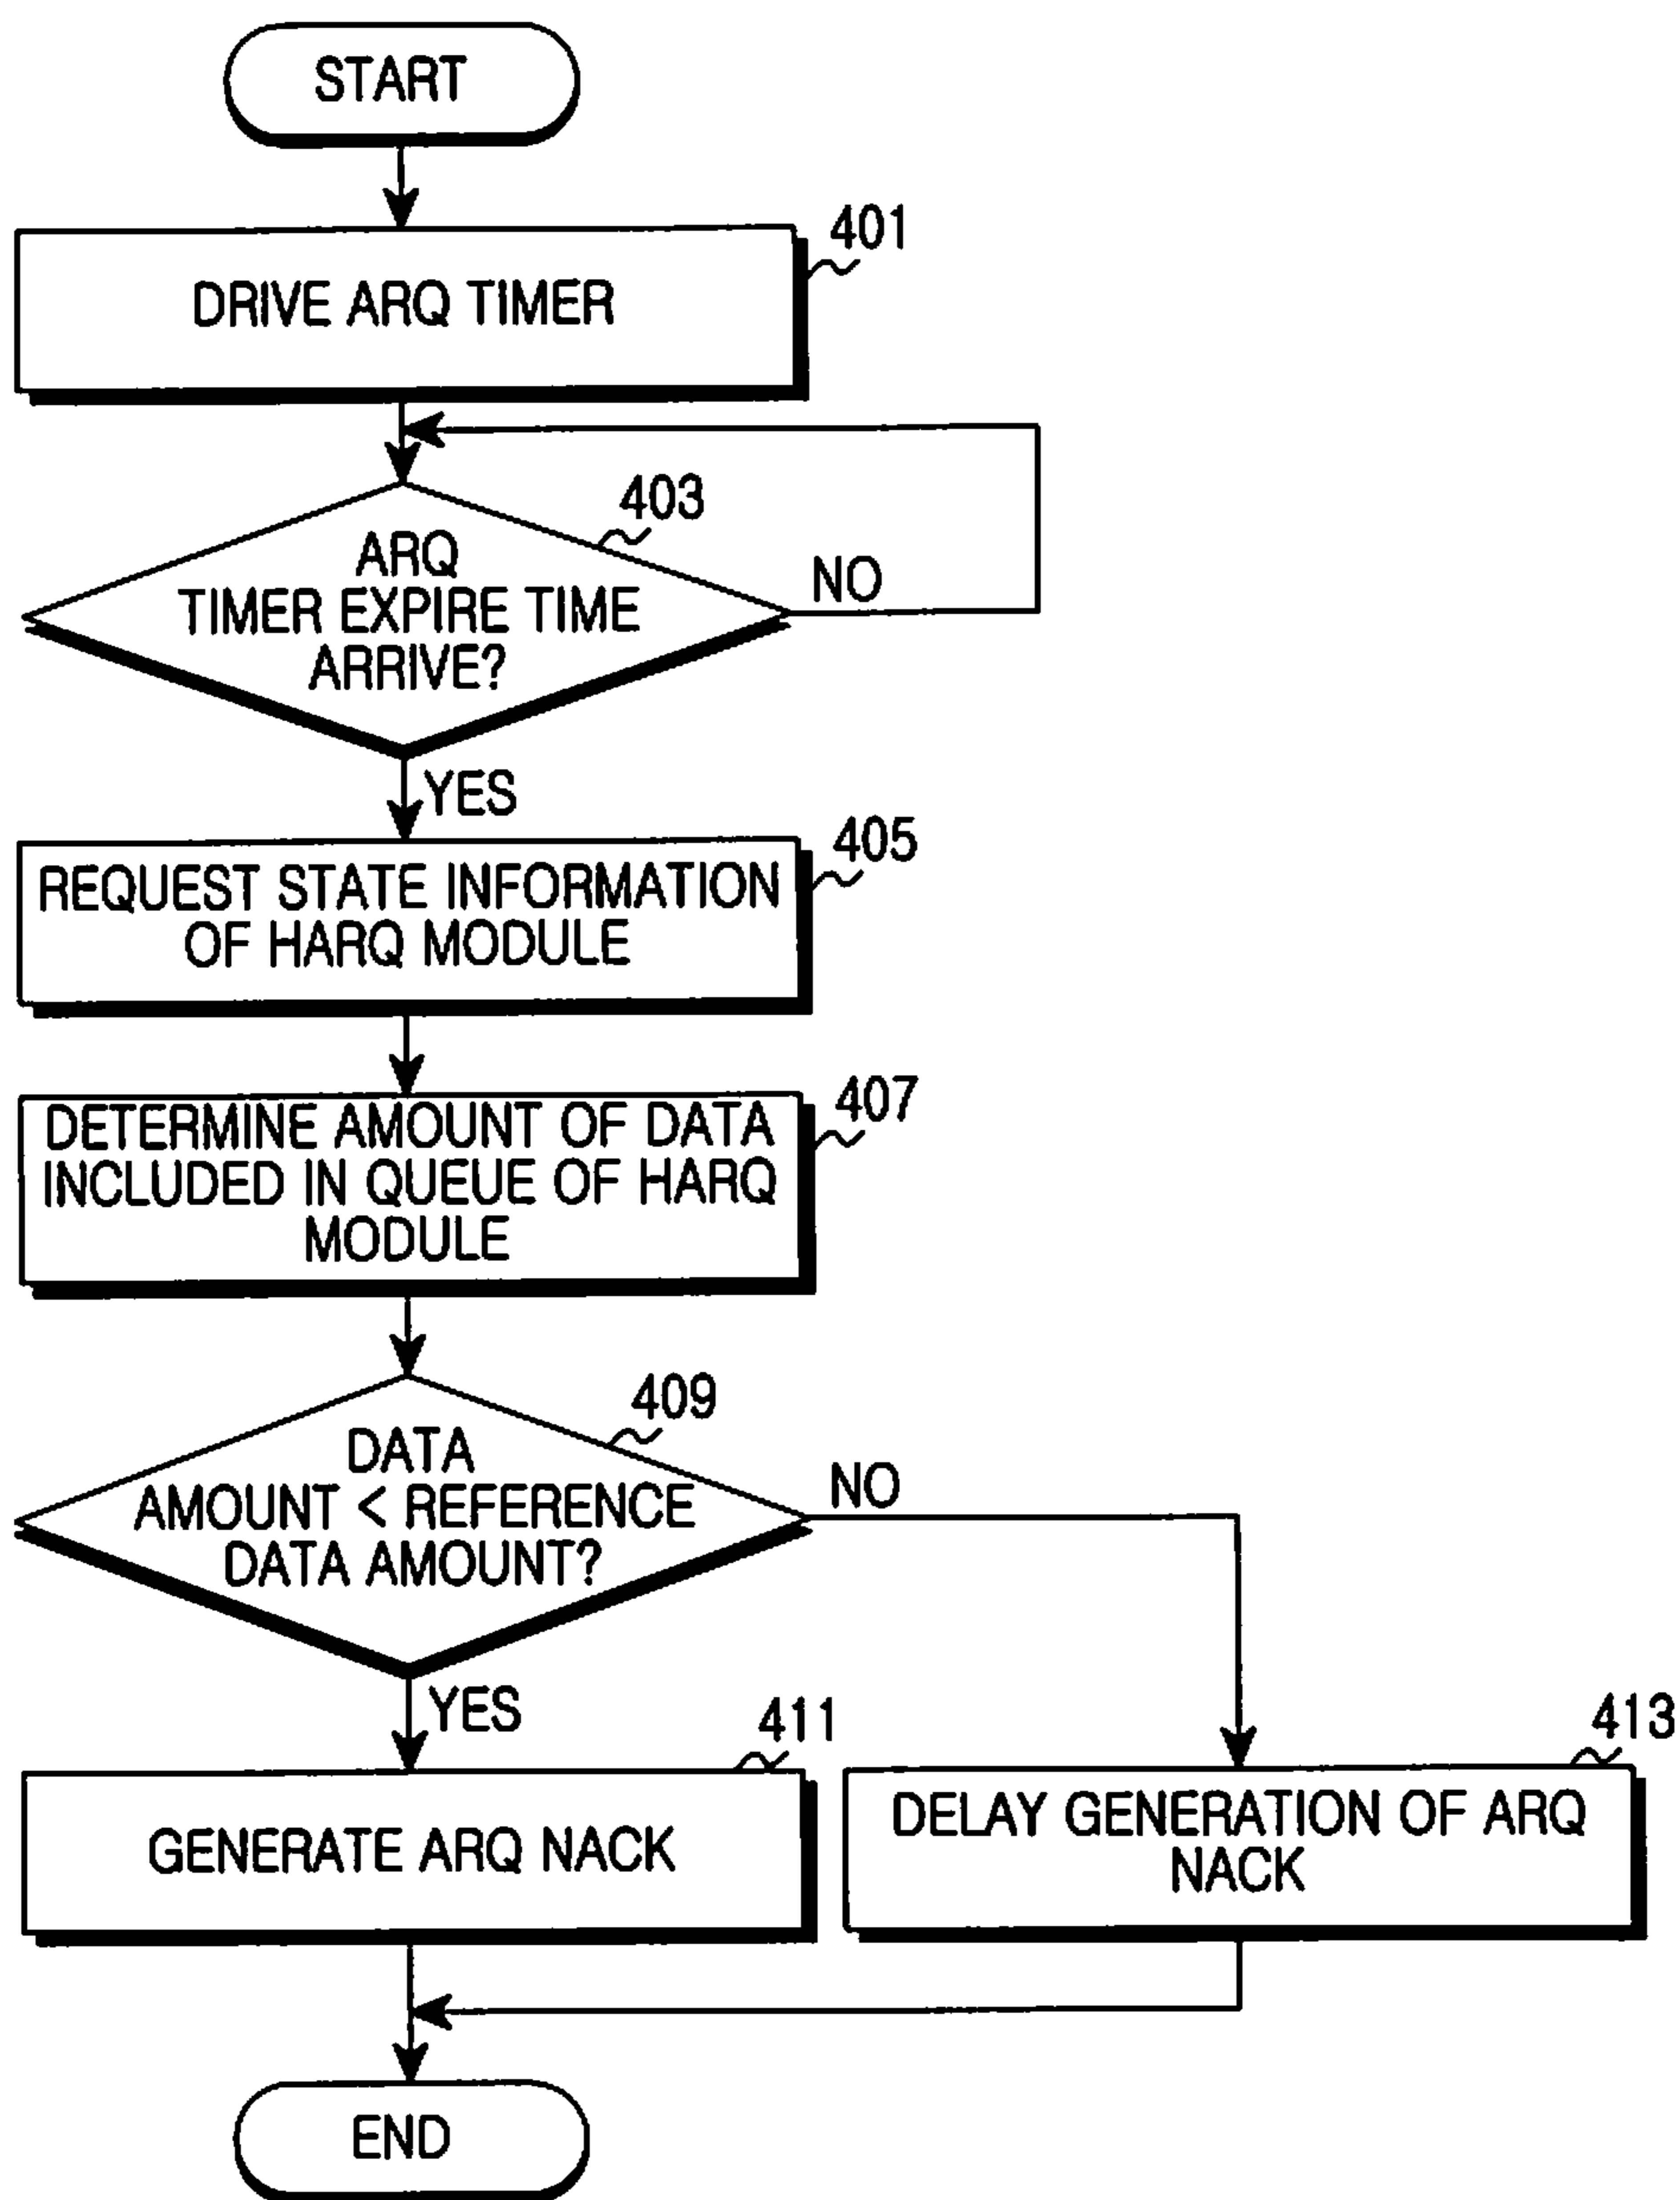 START
401
DRIVE ARQ TIMER
403
ARQ
TIMER EXPIRE TIME
ARRIVE?
NO
YES
405
REQUEST STATE INFORMATION
OF HARQ MODULE
407
DETERMINE AMOUNT OF DATA
INCLUDED IN QUEUE OF HARQ
MODULE
409
DATA
AMOUNT < REFERENCE
DATA AMOUNT?
NO
YES
411
GENERATE ARQ NACK
413
DELAY GENERATION OF ARQ
NACK
END